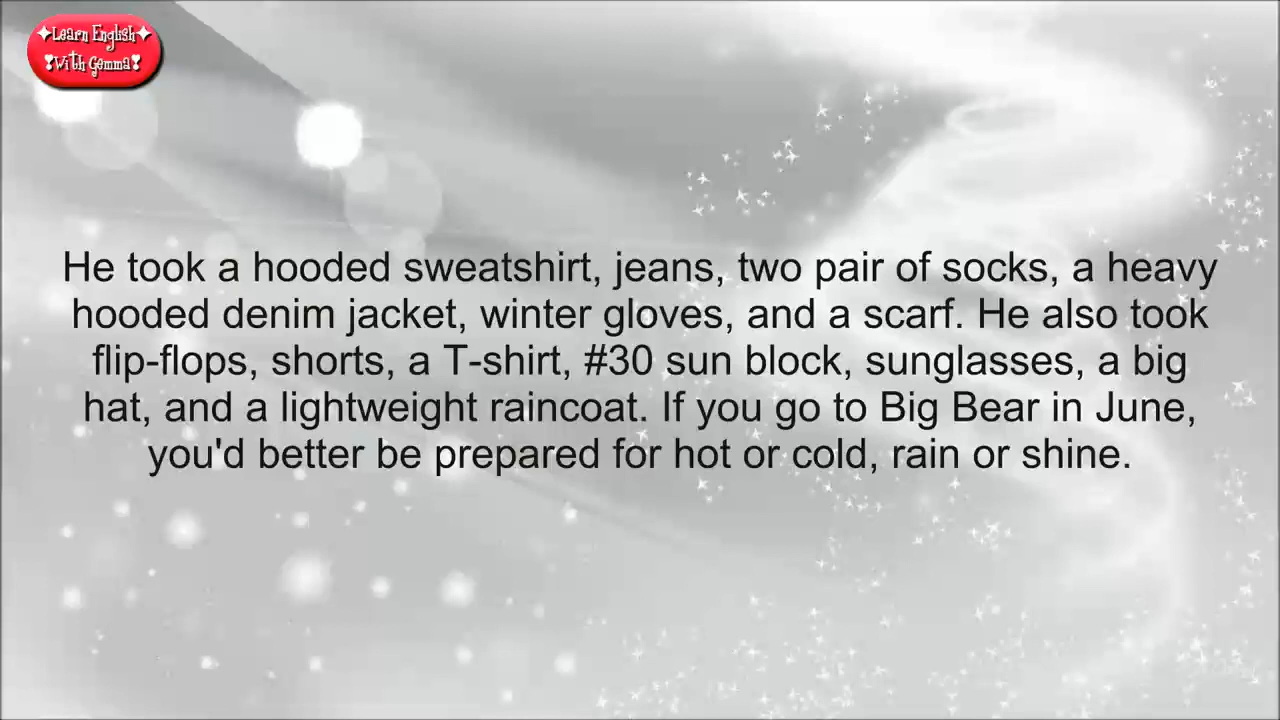 ✦Learn English✦
❣With Gemma❣
He took a hooded sweatshirt, jeans, two pair of socks, a heavy
hooded denim jacket, winter gloves, and a scarf. He also took
flip-flops, shorts, a T-shirt, #30 sun block, sunglasses, a big
hat, and a lightweight raincoat. If you go to Big Bear in June,
you'd better be prepared for hot or cold, rain or shine.